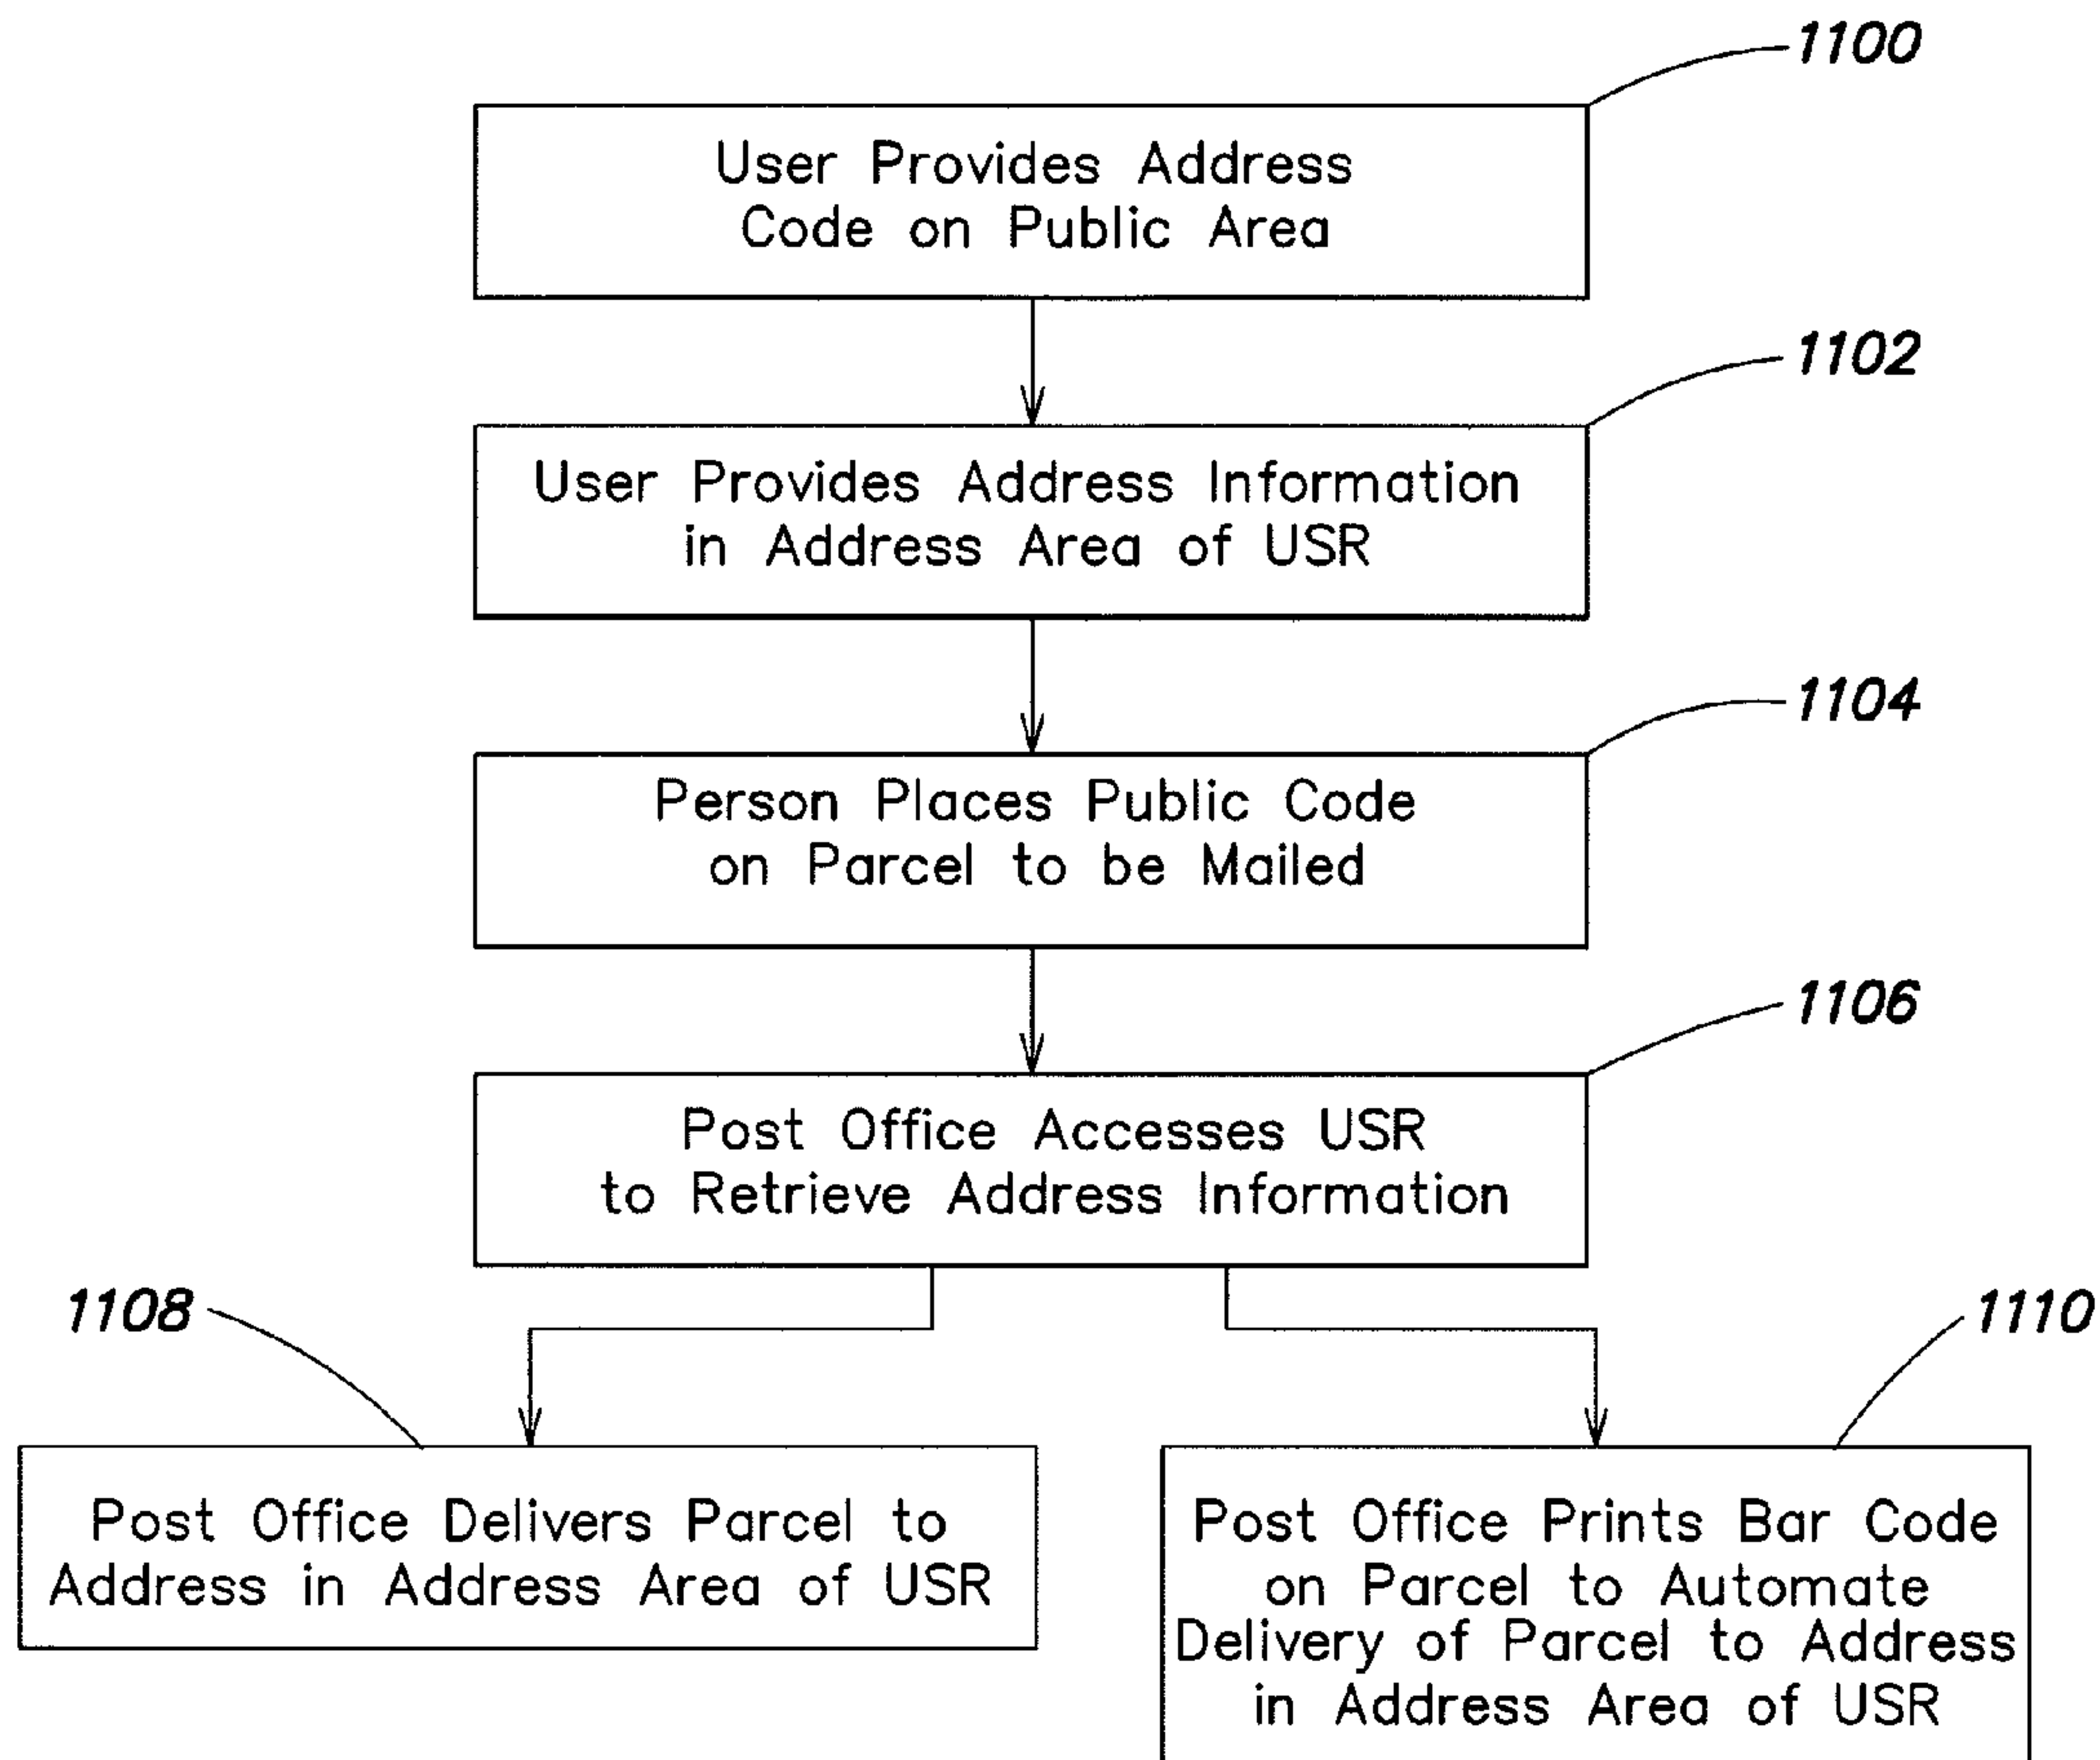 1100
User Provides Address
Code on Public Area
1102
User Provides Address Information
in Address Area of USR
1104
Person Places Public Code
on Parcel to be Mailed
1106
Post Office Accesses USR
to Retrieve Address Information
1108
Post Office Delivers Parcel to
Address in Address Area of USR
1110
Post Office Prints Bar Code
on Parcel to Automate
Delivery of Parcel to Address
in Address Area of USR